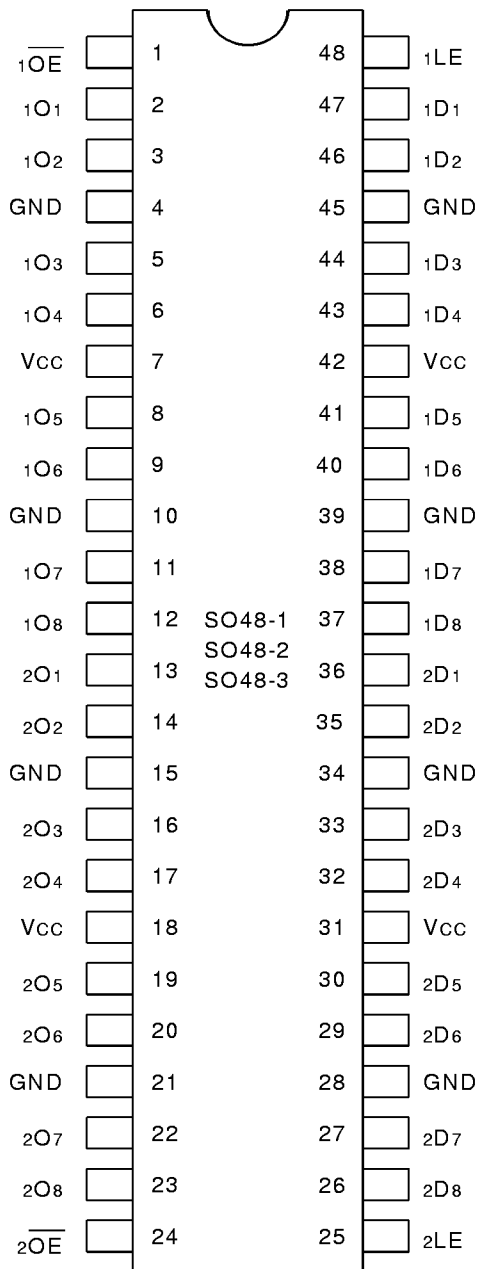 1O̅E̅ 1 48 1LE
1O1 2 47 1D1
1O2 3 46 1D2
GND 4 45 GND
1O3 5 44 1D3
1O4 6 43 1D4
VCC 7 42 VCC
1O5 8 41 1D5
1O6 9 40 1D6
GND 10 39 GND
1O7 11 38 1D7
1O8 12 SO48-1 37 1D8
SO48-2
2O1 13 SO48-3 36 2D1
2O2 14 35 2D2
GND 15 34 GND
2O3 16 33 2D3
2O4 17 32 2D4
VCC 18 31 VCC
2O5 19 30 2D5
2O6 20 29 2D6
GND 21 28 GND
2O7 22 27 2D7
2O8 23 26 2D8
2O̅E̅ 24 25 2LE